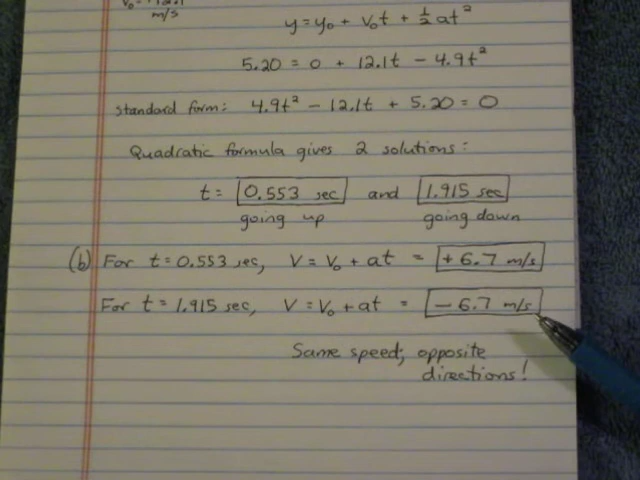 m/s
y = y₀ + v₀t + ½at²
5.20 = 0 + 12.1t - 4.9t²
Standard form: 4.9t² - 12.1t + 5.20 = 0
Quadratic formula gives 2 solutions:
t = 0.553 sec and 1.915 sec
going up going down
(b) For t = 0.553 sec, V = V₀ + at = +6.7 m/s
For t = 1.915 sec, V = V₀ + at = -6.7 m/s
Same speed; opposite
directions!